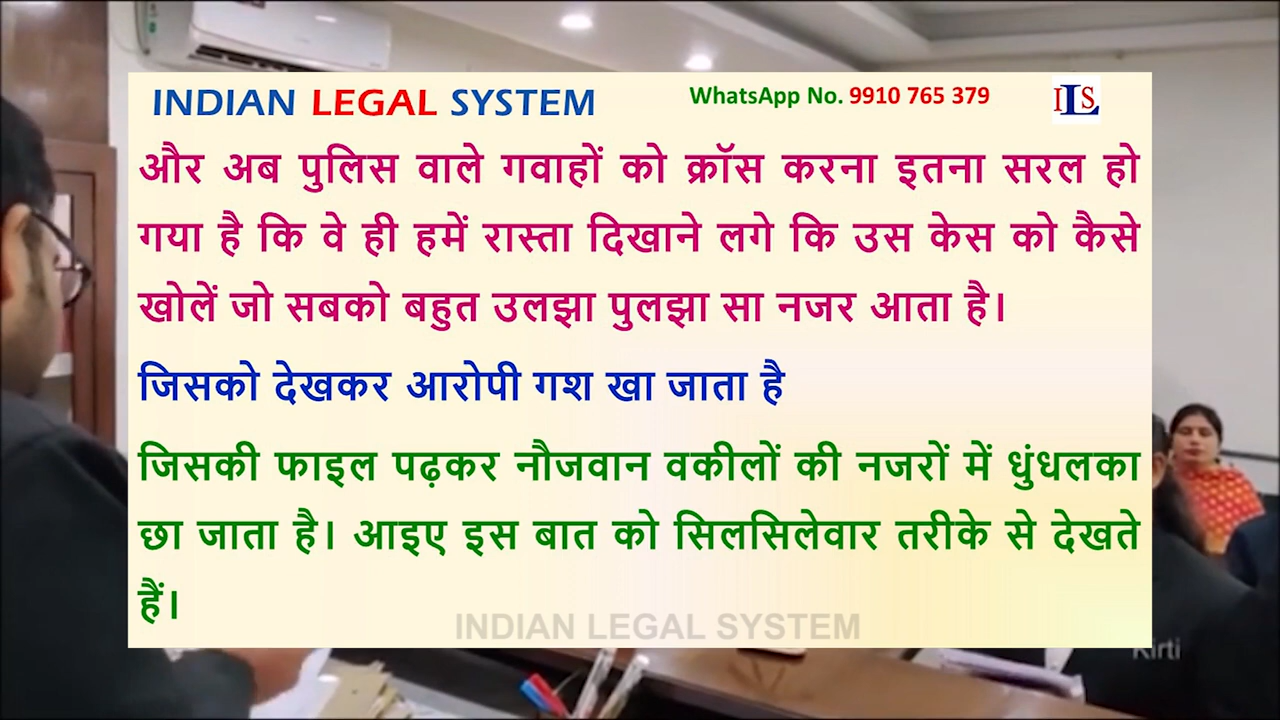 INDIAN LEGAL SYSTEM
WhatsApp No. 9910 765 379
ILS
और अब पुलिस वाले गवाहों को क्रॉस करना इतना सरल हो
गया है कि वे ही हमें रास्ता दिखाने लगे कि उस केस को कैसे
खोलें जो सबको बहुत उलझा पुलझा सा नजर आता है।
जिसको देखकर आरोपी गश खा जाता है
जिसकी फाइल पढ़कर नौजवान वकीलों की नजरों में धुंधलका
छा जाता है। आइए इस बात को सिलसिलेवार तरीके से देखते
हैं।
INDIAN LEGAL SYSTEM
Kirti